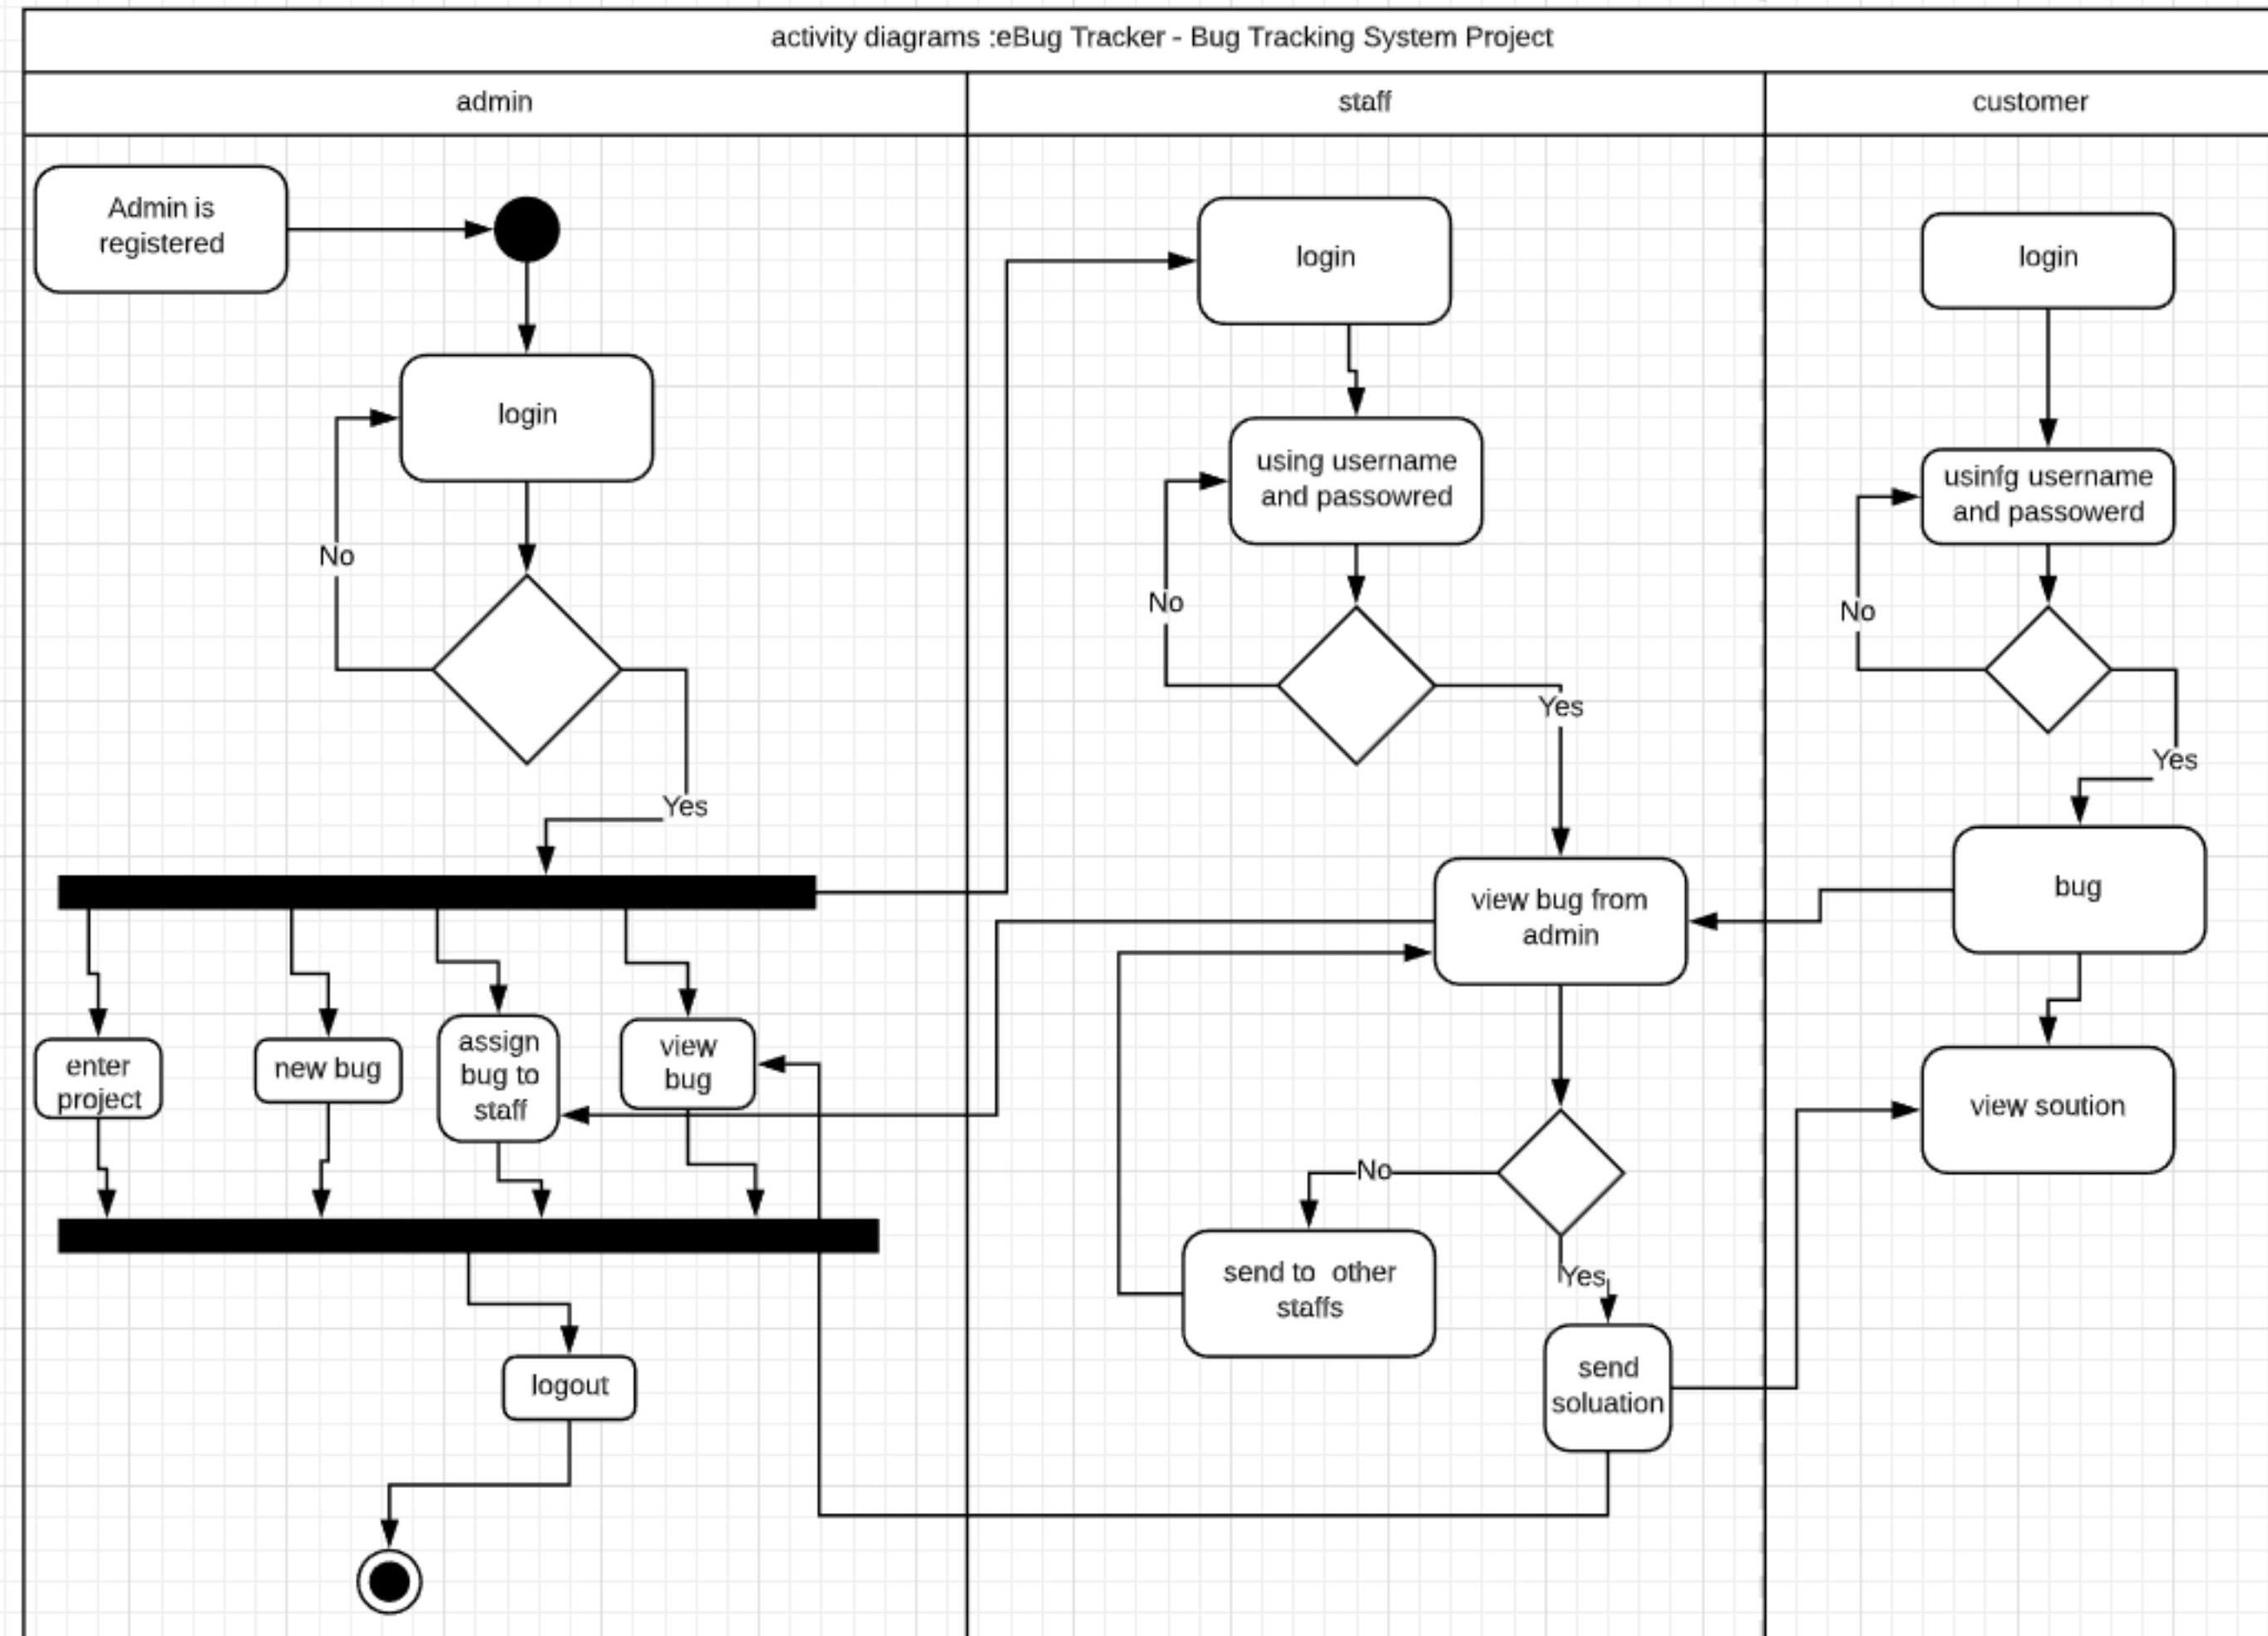 activity diagrams :eBug Tracker - Bug Tracking System Project
admin
staff
customer
Admin is
registered
login
No
Yes
enter
project
new bug
assign
bug to
staff
view
bug
logout
login
using username
and passowred
No
Yes
view bug from
admin
No
send to  other
staffs
Yes
send
soluation
login
usinfg username
and passowerd
No
Yes
bug
view soution